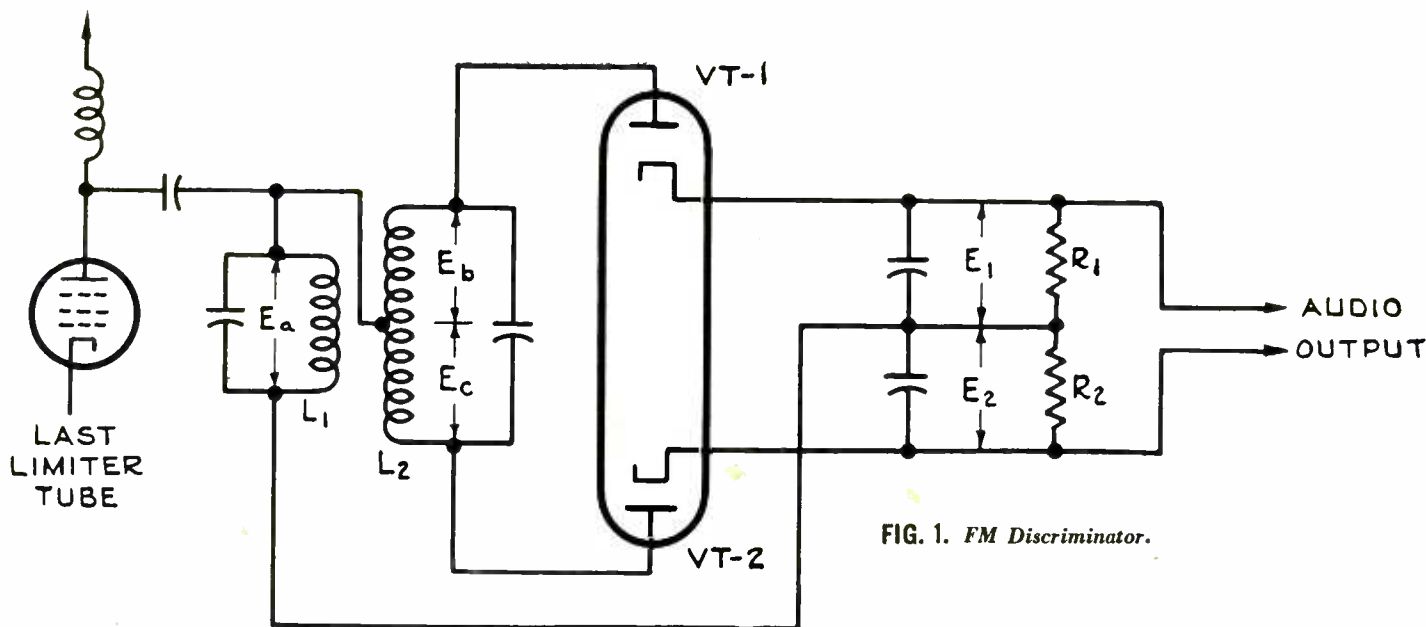 VT-1
Ea
L1
Eb
Ec
L2
E1
R1
E2
R2
AUDIO
OUTPUT
LAST
LIMITER
TUBE
VT-2
FIG. 1. FM Discriminator.